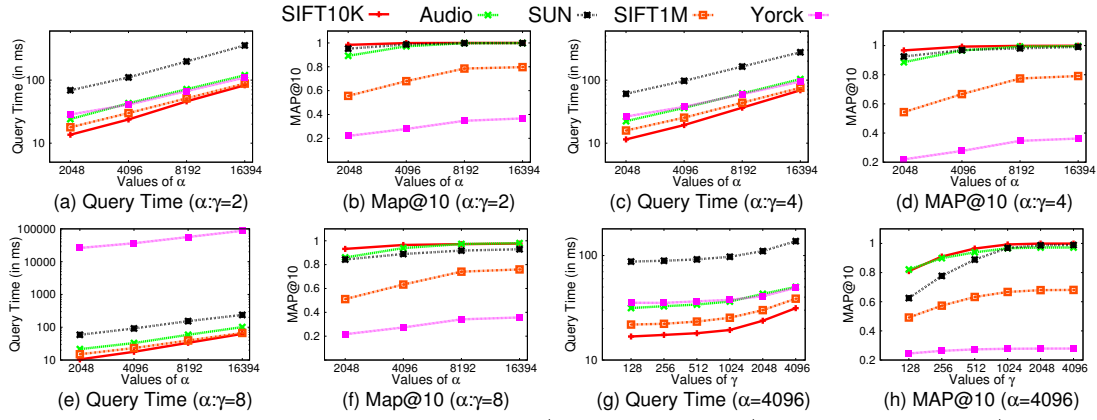 SIFT10K Audio SUN SIFT1M Yorck
Query Time (in ms)
100
10
2048 4096 8192 16394
Values of α
(a) Query Time (α:γ=2)
MAP@10
1
0.8
0.6
0.4
0.2
2048 4096 8192 16394
Values of α
(b) Map@10 (α:γ=2)
Query Time (in ms)
100
10
2048 4096 8192 16394
Values of α
(c) Query Time (α:γ=4)
MAP@10
1
0.8
0.6
0.4
0.2
2048 4096 8192 16394
Values of α
(d) MAP@10 (α:γ=4)
Query Time (in ms)
100000
10000
1000
100
10
2048 4096 8192 16394
Values of α
(e) Query Time (α:γ=8)
MAP@10
1
0.8
0.6
0.4
0.2
2048 4096 8192 16394
Values of α
(f) Map@10 (α:γ=8)
Query Time (in ms)
100
10
128 256 512 1024 2048 4096
Values of γ
(g) Query Time (α=4096)
MAP@10
1
0.8
0.6
0.4
0.2
128 256 512 1024 2048 4096
Values of γ
(h) MAP@10 (α=4096)